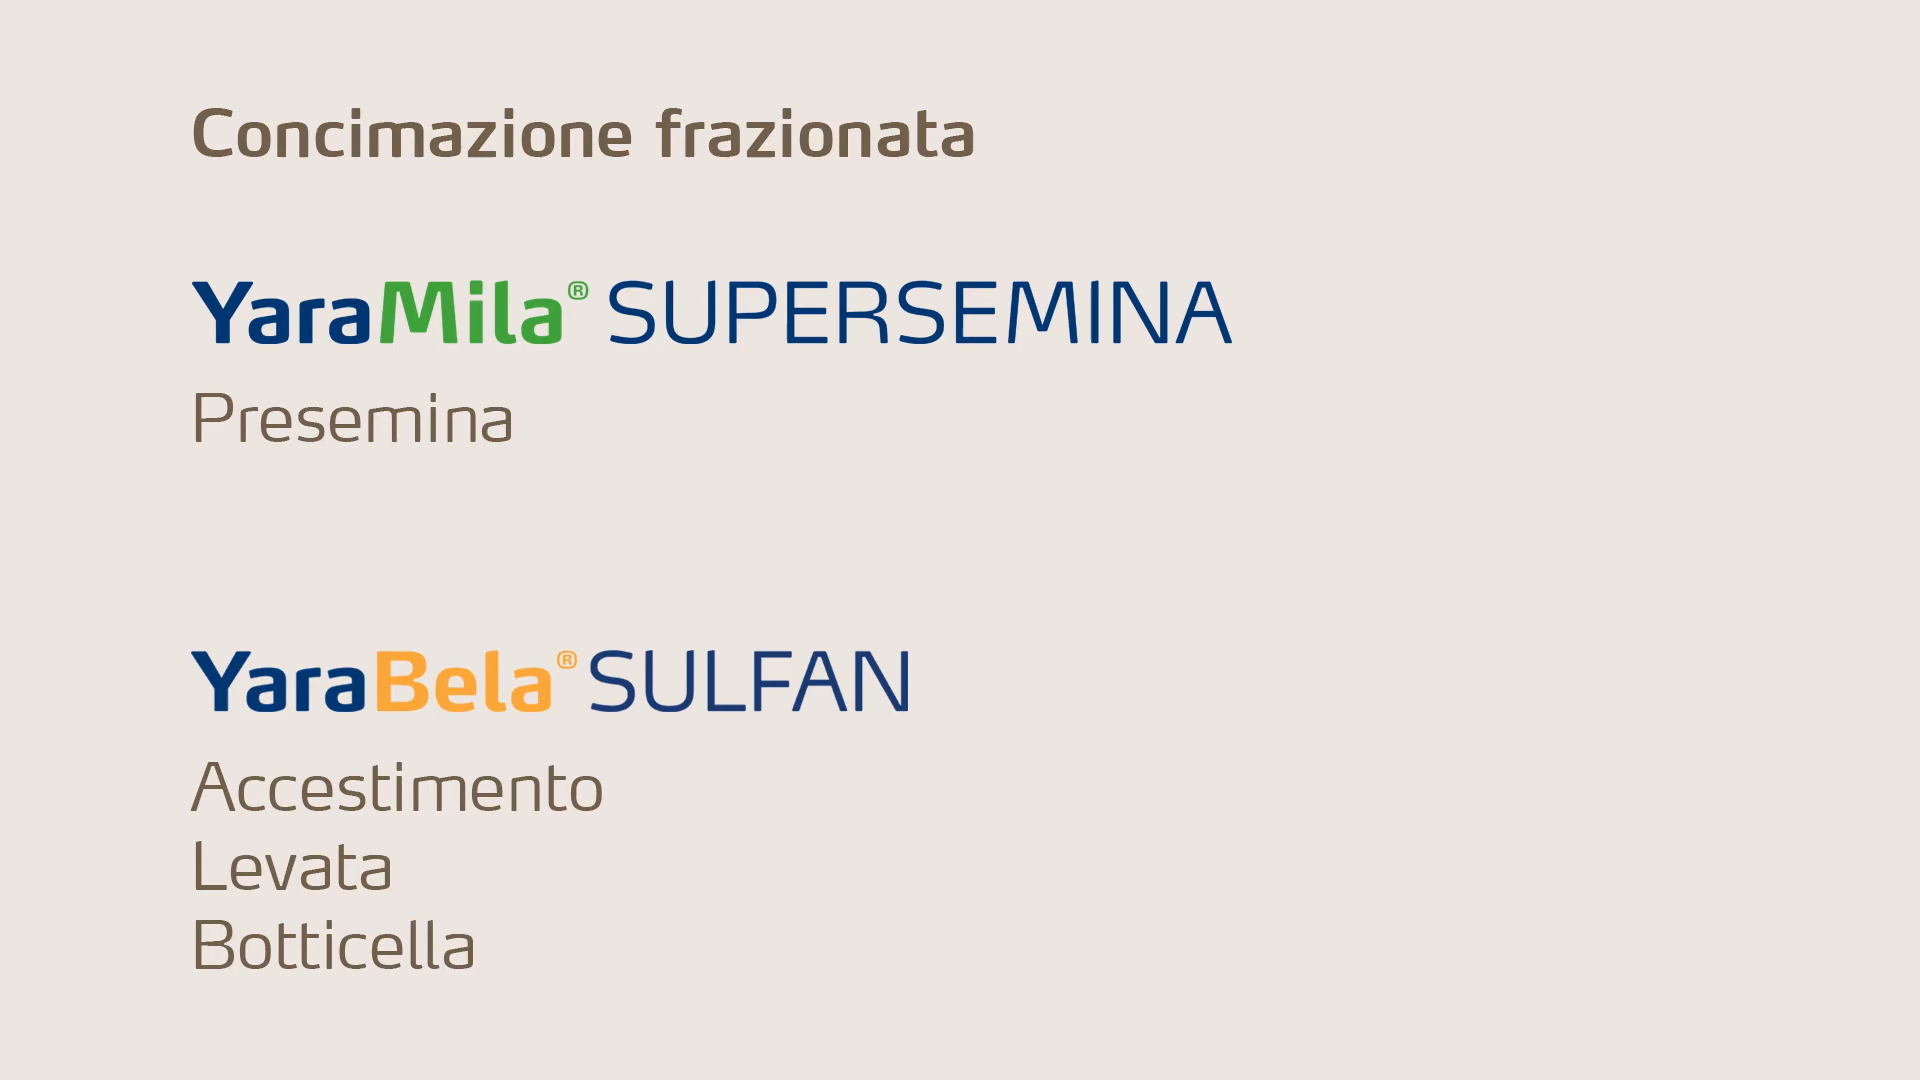 Concimazione frazionata
YaraMila® SUPERSEMINA
Presemina
YaraBela® SULFAN
Accestimento
Levata
Botticella